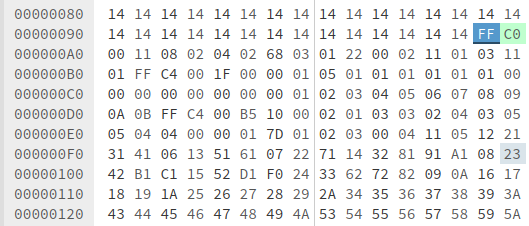 00000080 14 14 14 14 14 14 14 14 14 14 14 14 14 14 14 14
00000090 14 14 14 14 14 14 14 14 14 14 14 14 14 14 FF C0
000000A0 00 11 08 02 04 02 68 03 01 22 00 02 11 01 03 11
000000B0 01 FF C4 00 1F 00 00 01 05 01 01 01 01 01 01 00
000000C0 00 00 00 00 00 00 00 01 02 03 04 05 06 07 08 09
000000D0 0A 0B FF C4 00 B5 10 00 02 01 03 03 02 04 03 05
000000E0 05 04 04 00 00 01 7D 01 02 03 00 04 11 05 12 21
000000F0 31 41 06 13 51 61 07 22 71 14 32 81 91 A1 08 23
00000100 42 B1 C1 15 52 D1 F0 24 33 62 72 82 09 0A 16 17
00000110 18 19 1A 25 26 27 28 29 2A 34 35 36 37 38 39 3A
00000120 43 44 45 46 47 48 49 4A 53 54 55 56 57 58 59 5A